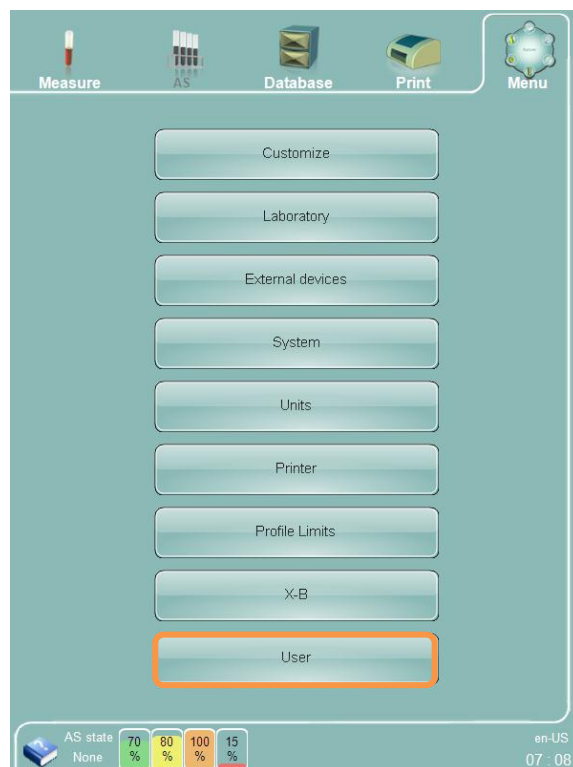 Measure AS Database Print Menu
Customize
Laboratory
External devices
System
Units
Printer
Profile Limits
X-B
User
AS state 70 80 100 15 en-US
None % % % % 07 : 08